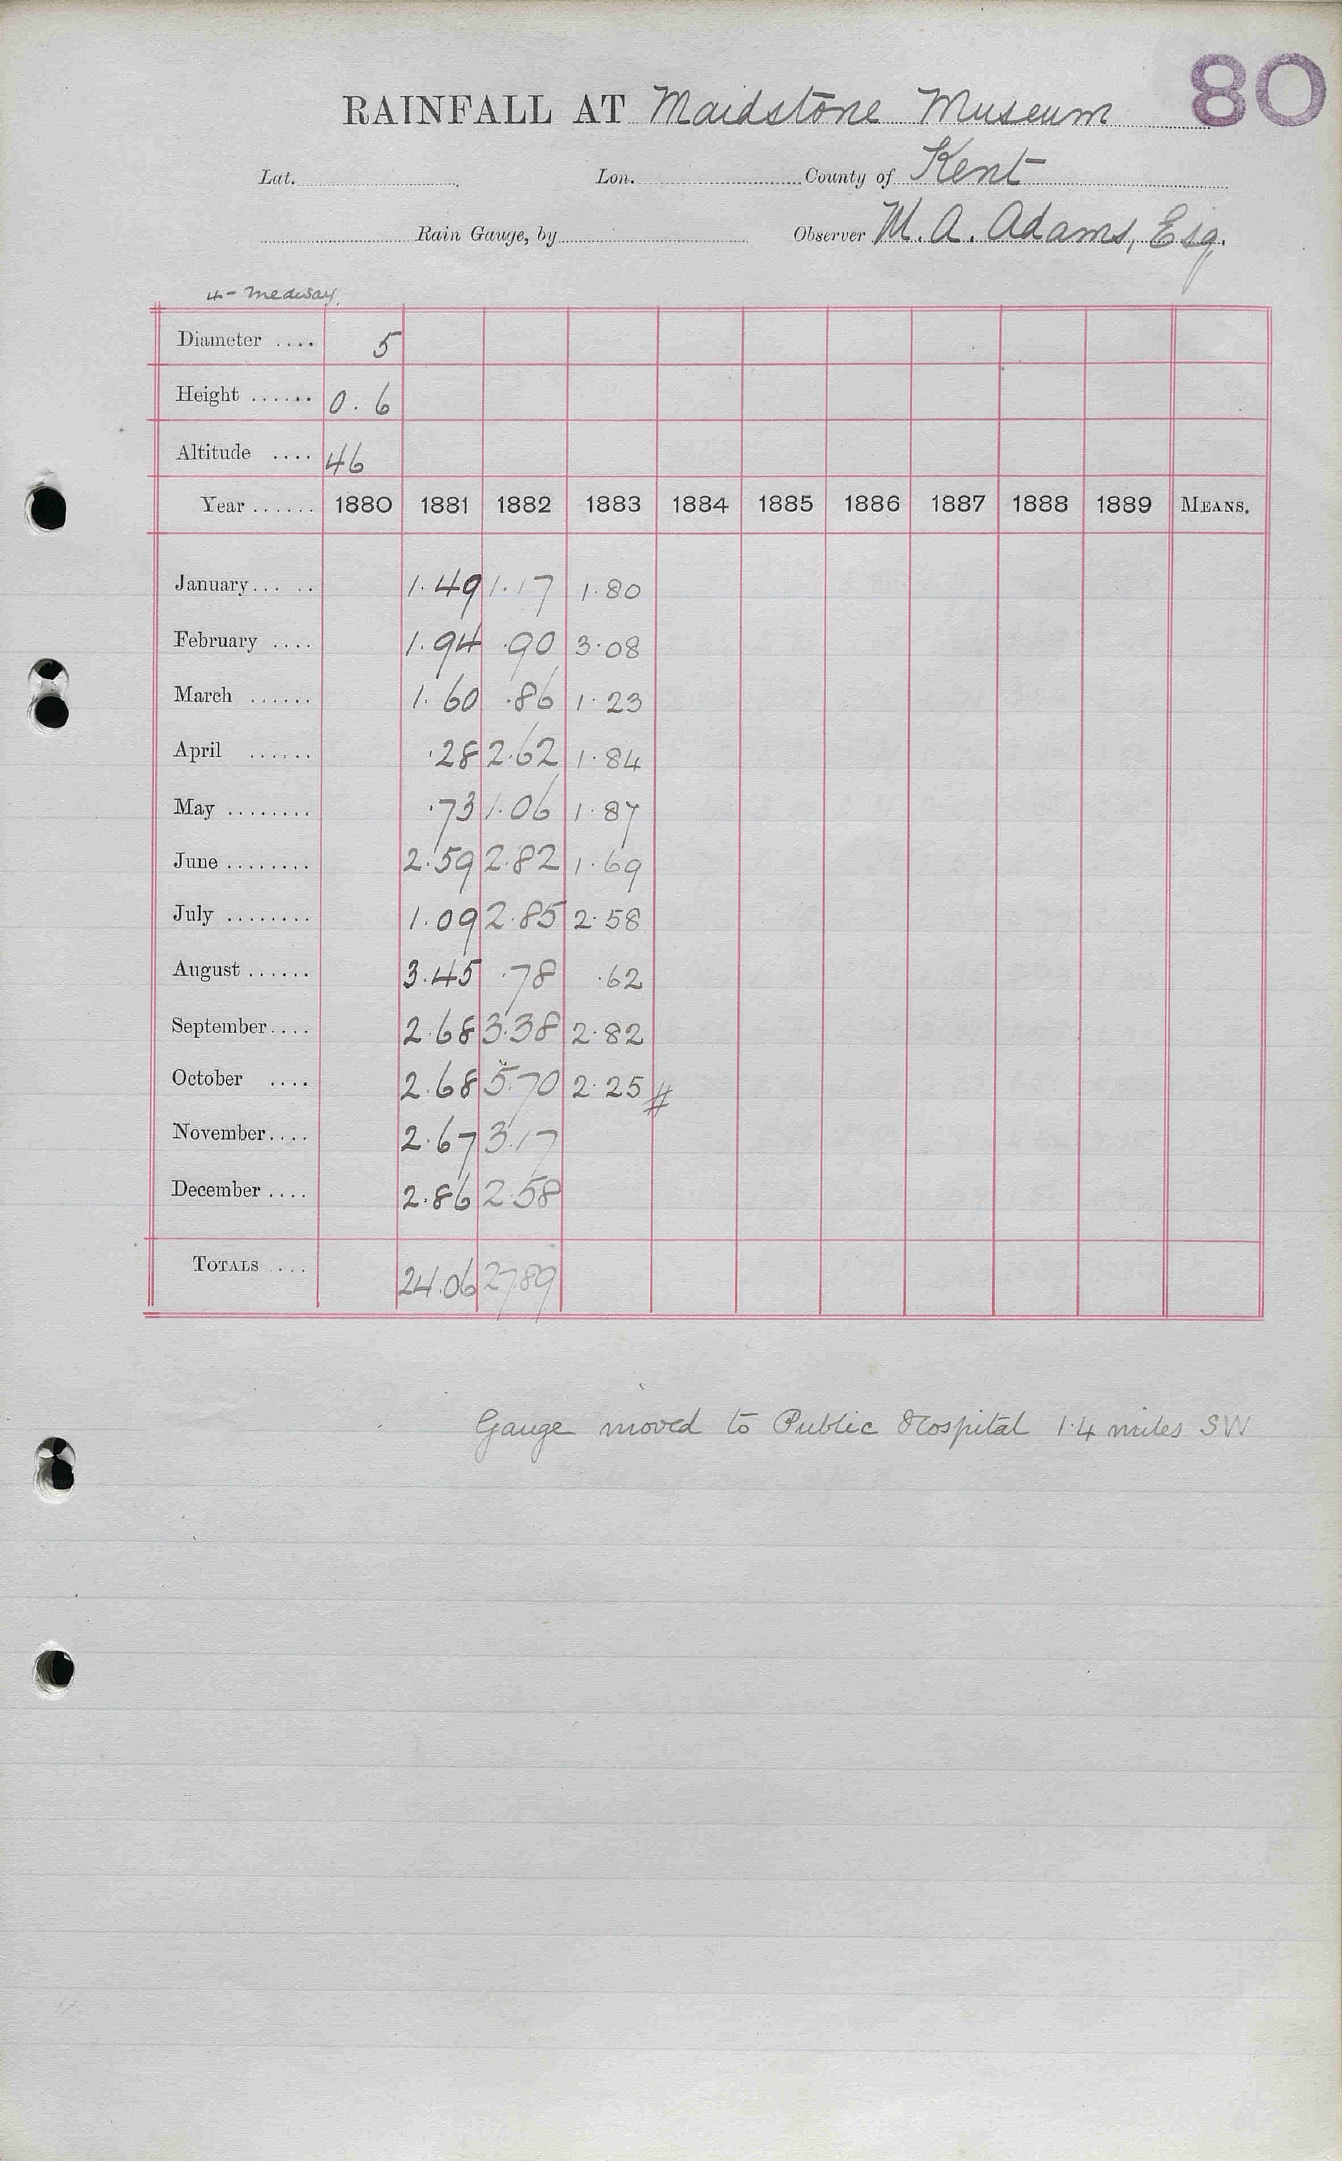 80
RAINFALL AT Maidstone Museum
Lat. Lon. County of Kent
Rain Gauge, by Observer M. A. Adams, Esq.
4- Medway.
Diameter .... 5
Height ...... 0.6
Altitude .... 46
Year ...... 1880 1881 1882 1883 1884 1885 1886 1887 1888 1889 MEANS.
January... .. 1.49 1.17 1.80
February .... 1.94 .90 3.08
March ...... 1.60 .86 1.23
April ...... .28 2.62 1.84
May ........ .73 1.06 1.87
June ........ 2.59 2.82 1.69
July ........ 1.09 2.85 2.58
August ...... 3.45 .78 .62
September.... 2.68 3.38 2.82
October .... 2.68 5.70 2.25 #
November.... 2.67 3.17
December .... 2.86 2.58
TOTALS .... 24.06 27.89
Gauge moved to Public Hospital 1.4 miles SW